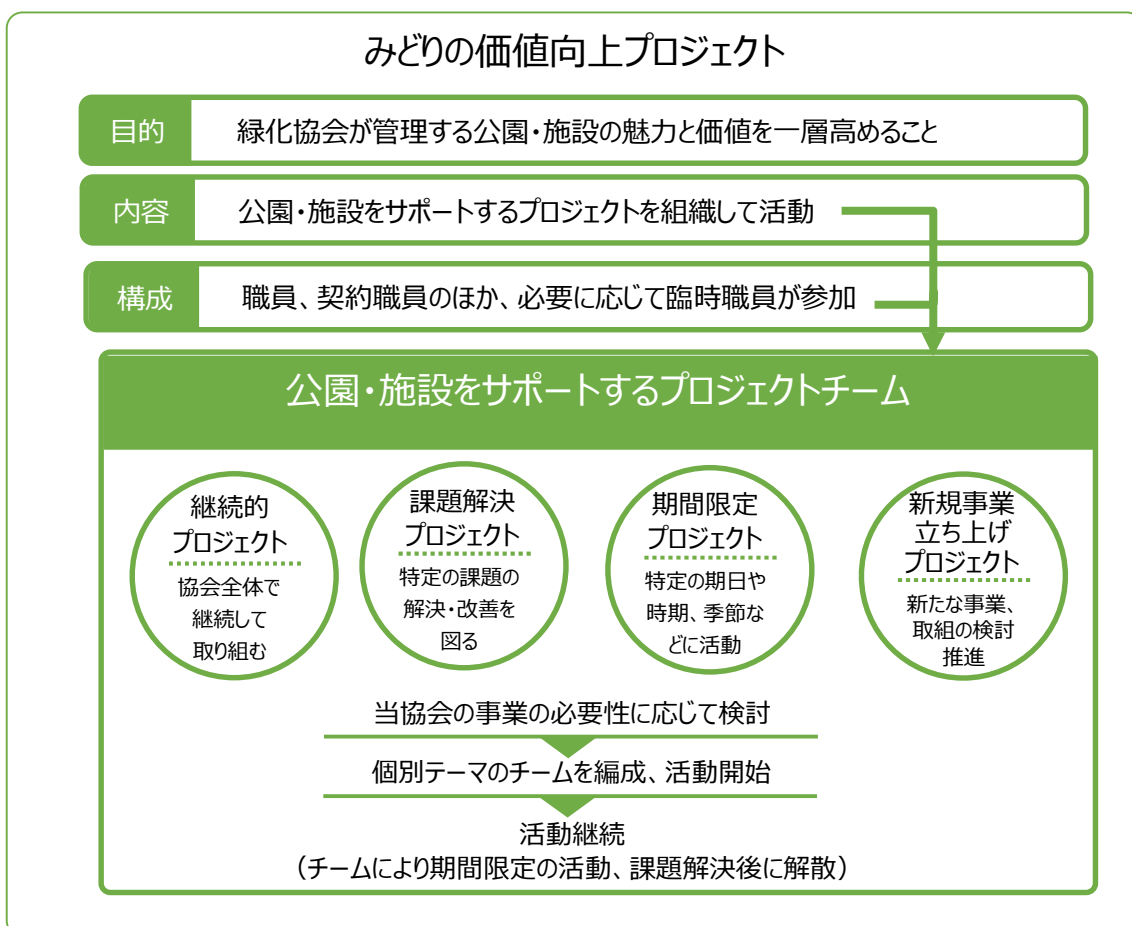 みどりの価値向上プロジェクト
目的
緑化協会が管理する公園・施設の魅力と価値を一層高めること
内容
公園・施設をサポートするプロジェクトを組織して活動
構成
職員、契約職員のほか、必要に応じて臨時職員が参加
公園・施設をサポートするプロジェクトチーム
継続的
プロジェクト
協会全体で
継続して
取り組む
課題解決
プロジェクト
特定の課題の
解決・改善を
図る
期間限定
プロジェクト
特定の期日や
時期、季節な
どに活動
新規事業
立ち上げ
プロジェクト
新たな事業、
取組の検討
推進
当協会の事業の必要性に応じて検討
個別テーマのチームを編成、活動開始
活動継続
（チームにより期間限定の活動、課題解決後に解散）